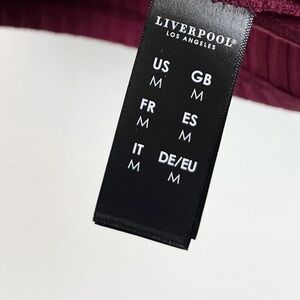 LIVERPOOL®
LOS ANGELES
US GB
M M
FR ES
M M
IT DE/EU
M M